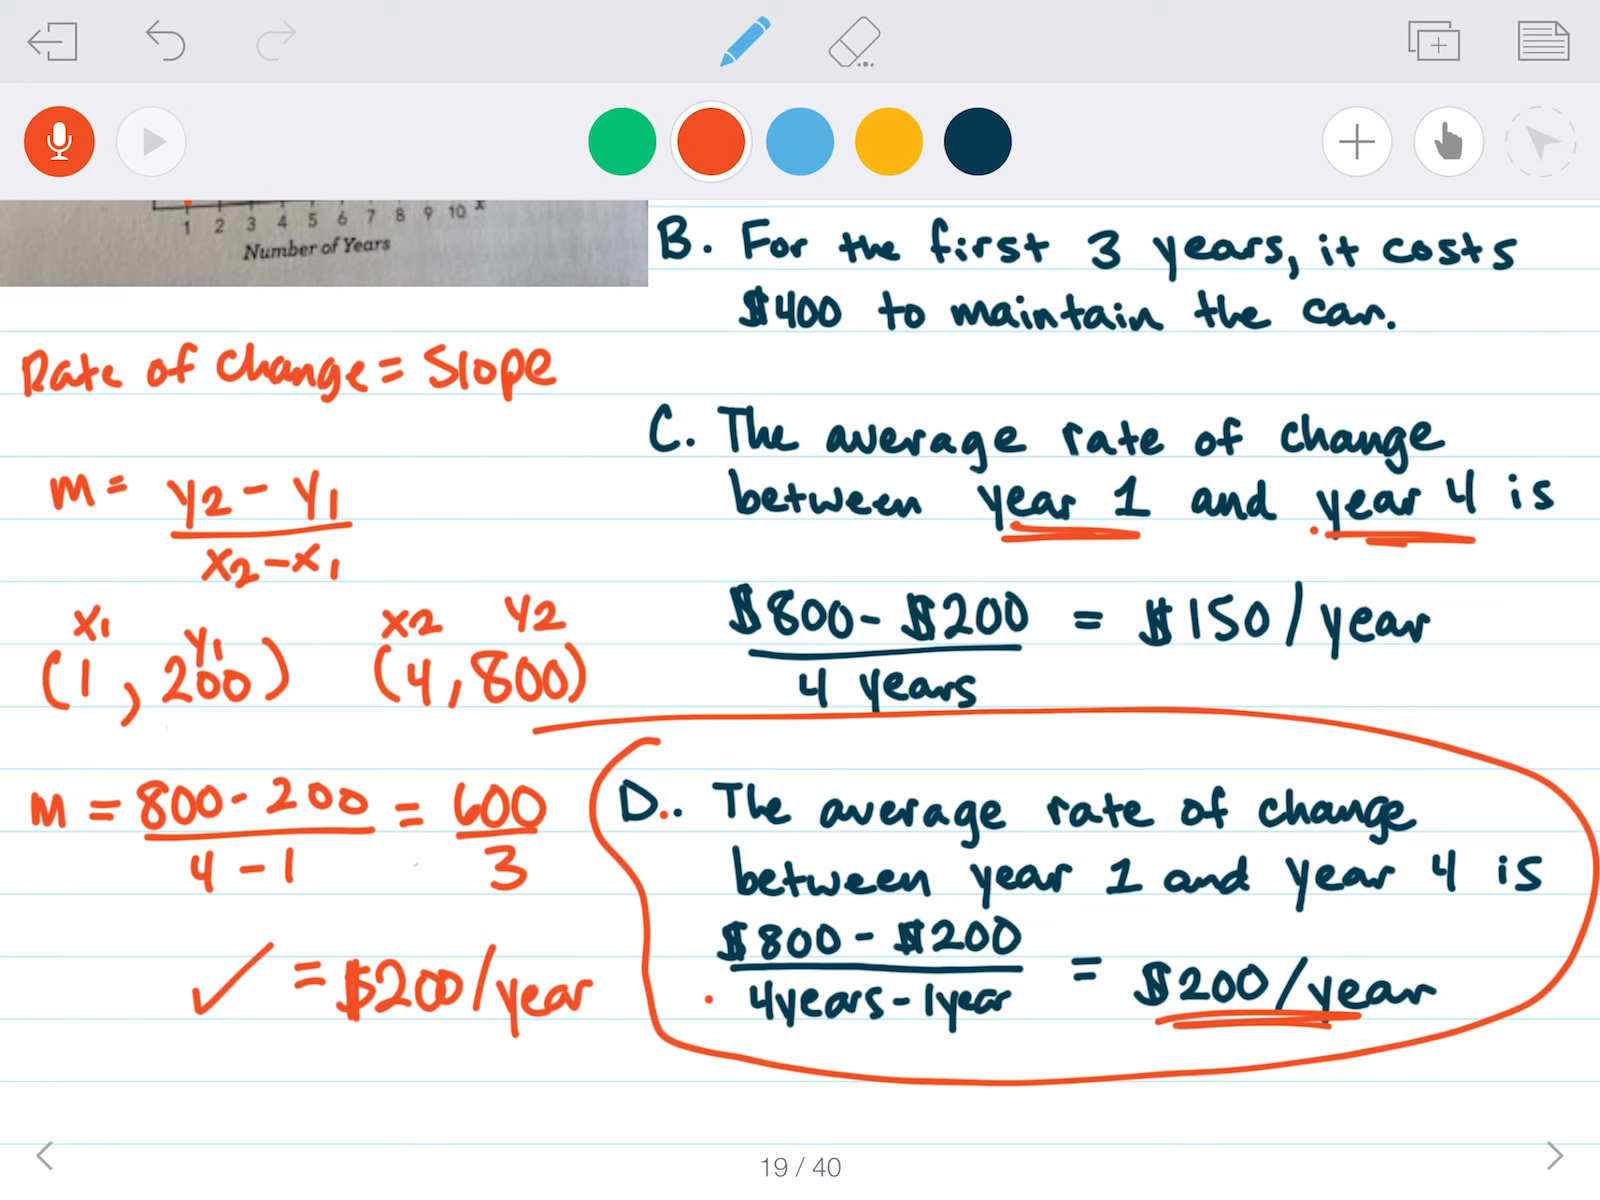 1 2 3 4 5 6 7 8 9 10 x
Number of Years
B. For the first 3 years, it costs
$400 to maintain the car.
Rate of change = Slope
m = y2 - y1
x2 - x1
x1 y1 x2 y2
(1, 200) (4, 800)
m = 800 - 200 = 600
4 - 1 3
✓ = $200/year
C. The average rate of change
between year 1 and year 4 is
$800 - $200 = $150/year
4 years
D.. The average rate of change
between year 1 and year 4 is
$800 - $200 = $200/year
4years - 1year
19 / 40